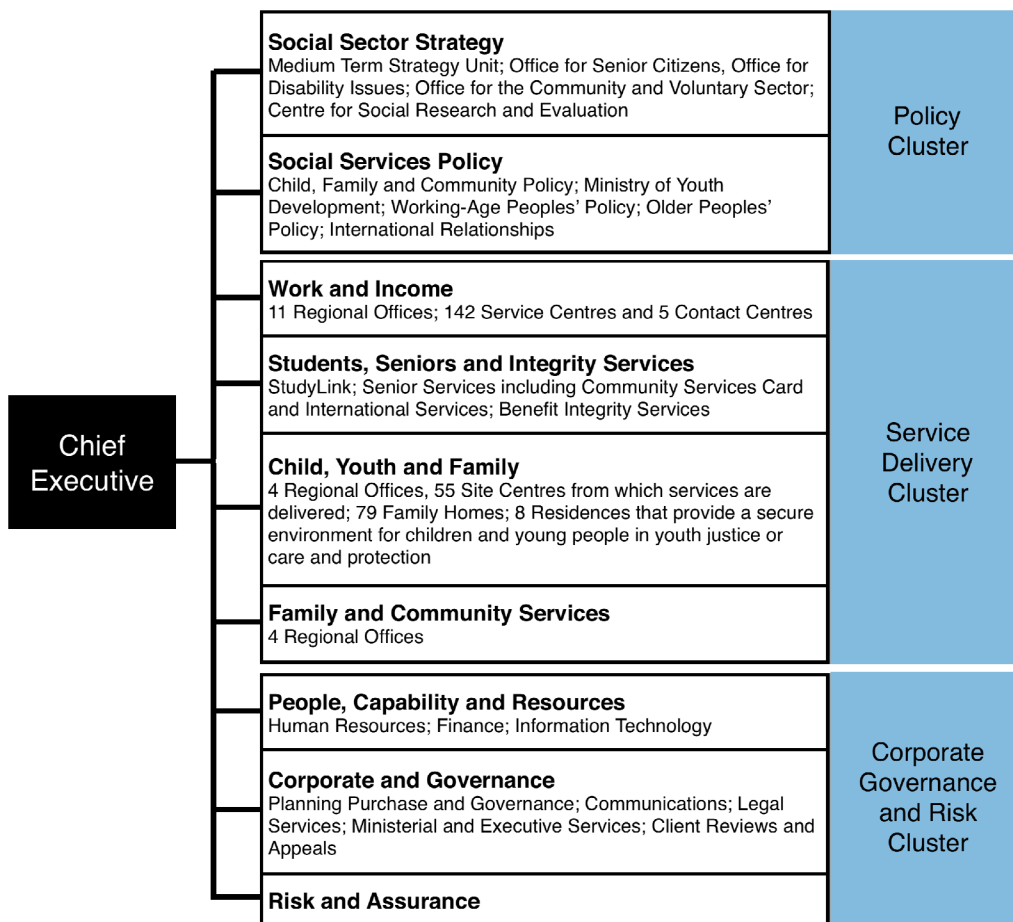 Social Sector Strategy
Medium Term Strategy Unit; Office for Senior Citizens, Office for
Disability Issues; Office for the Community and Voluntary Sector;
Centre for Social Research and Evaluation
Policy
Cluster
Social Services Policy
Child, Family and Community Policy; Ministry of Youth
Development; Working-Age Peoples’ Policy; Older Peoples’
Policy; International Relationships
Chief
Executive
Work and Income
11 Regional Offices; 142 Service Centres and 5 Contact Centres
Students, Seniors and Integrity Services
StudyLink; Senior Services including Community Services Card
and International Services; Benefit Integrity Services
Child, Youth and Family
4 Regional Offices, 55 Site Centres from which services are
delivered; 79 Family Homes; 8 Residences that provide a secure
environment for children and young people in youth justice or
care and protection
Family and Community Services
4 Regional Offices
Service
Delivery
Cluster
People, Capability and Resources
Human Resources; Finance; Information Technology
Corporate and Governance
Planning Purchase and Governance; Communications; Legal
Services; Ministerial and Executive Services; Client Reviews and
Appeals
Risk and Assurance
Corporate
Governance
and Risk
Cluster